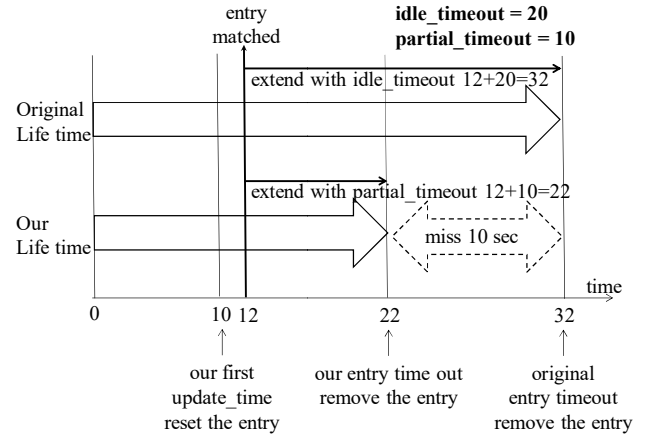 entry
matched
idle_timeout = 20
partial_timeout = 10
extend with idle_timeout 12+20=32
Original
Life time
extend with partial_timeout 12+10=22
Our
Life time
miss 10 sec
time
0
10
12
22
32
our first
update_time
reset the entry
our entry time out
remove the entry
original
entry timeout
remove the entry